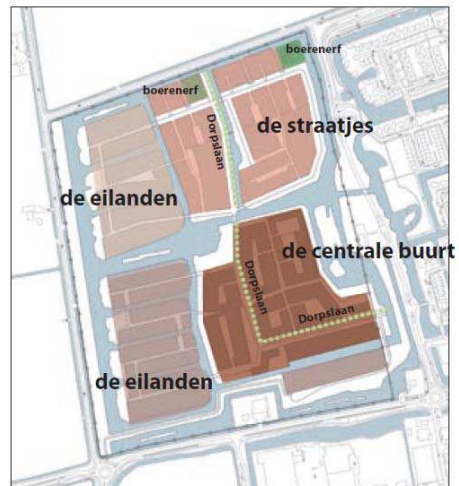 boerenerf
boerenerf
de straatjes
Dorpslaan
de eilanden
de centrale buurt
Dorpslaan
Dorpslaan
de eilanden